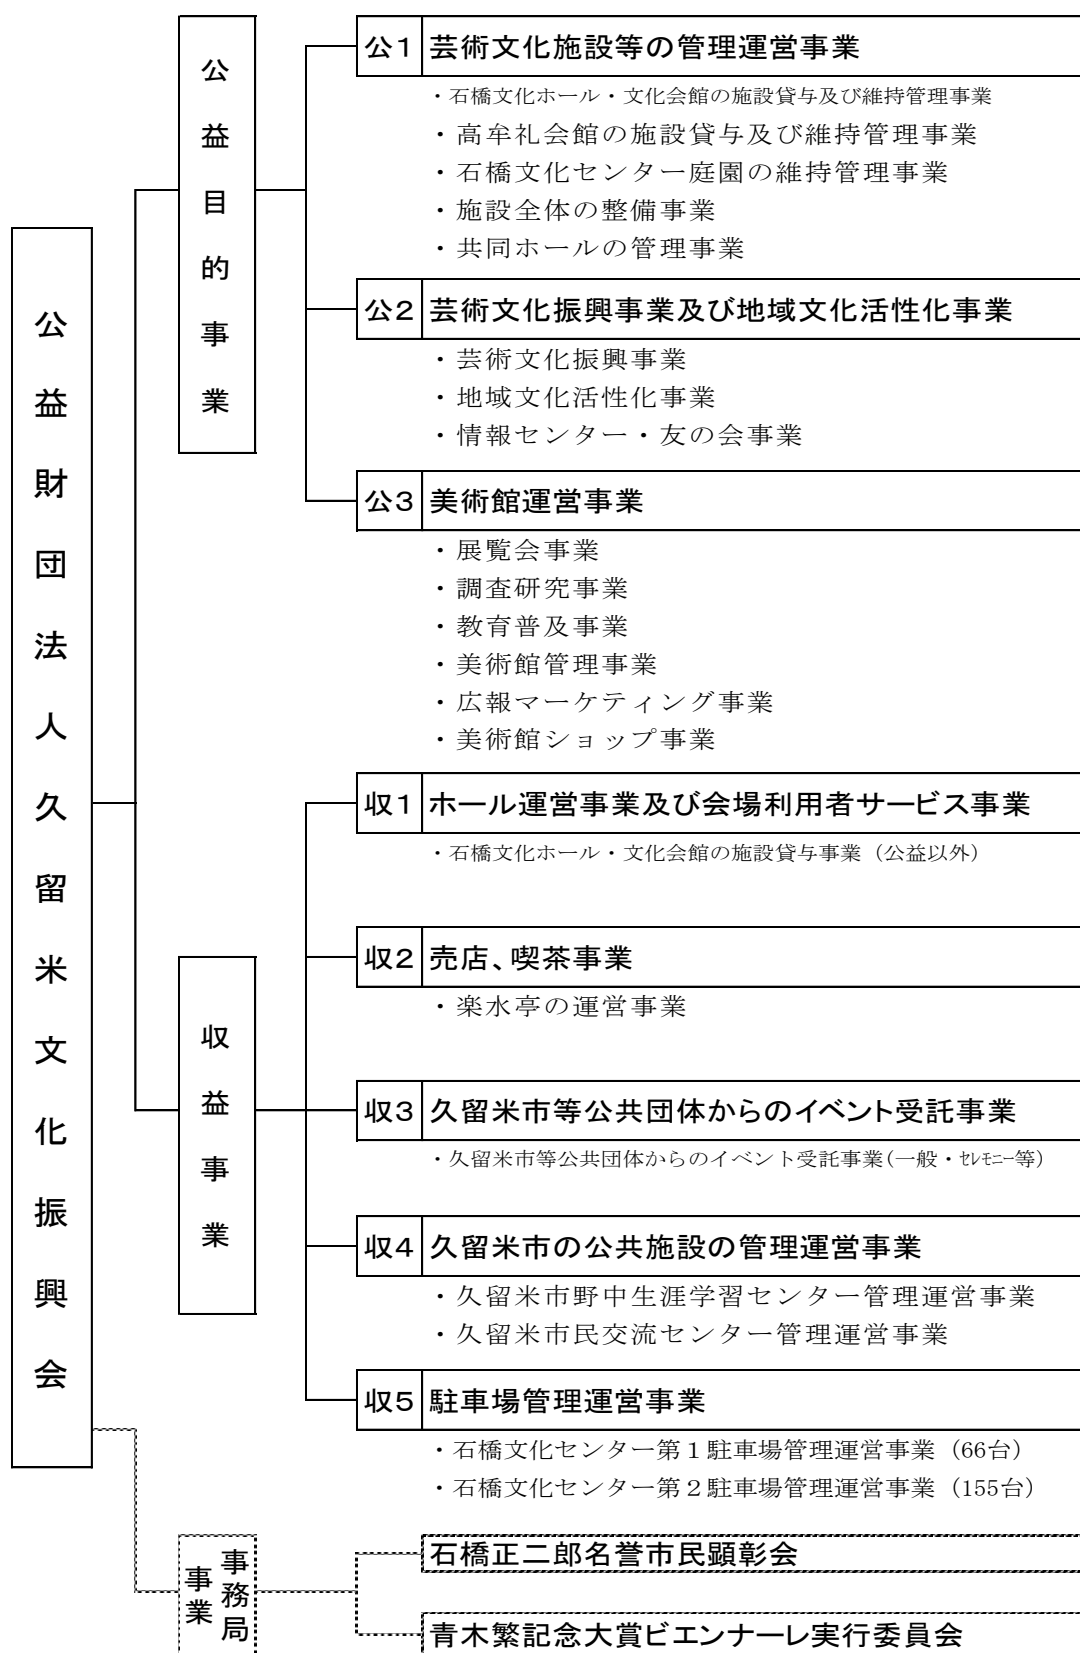 公益財団法人久留米文化振興会
公益目的事業
公1 芸術文化施設等の管理運営事業
・石橋文化ホール・文化会館の施設貸与及び維持管理事業
・高牟礼会館の施設貸与及び維持管理事業
・石橋文化センター庭園の維持管理事業
・施設全体の整備事業
・共同ホールの管理事業
公2 芸術文化振興事業及び地域文化活性化事業
・芸術文化振興事業
・地域文化活性化事業
・情報センター・友の会事業
公3 美術館運営事業
・展覧会事業
・調査研究事業
・教育普及事業
・美術館管理事業
・広報マーケティング事業
・美術館ショップ事業
収益事業
収1 ホール運営事業及び会場利用者サービス事業
・石橋文化ホール・文化会館の施設貸与事業（公益以外）
収2 売店、喫茶事業
・楽水亭の運営事業
収3 久留米市等公共団体からのイベント受託事業
・久留米市等公共団体からのイベント受託事業(一般・ｾﾚﾓﾆｰ等)
収4 久留米市の公共施設の管理運営事業
・久留米市野中生涯学習センター管理運営事業
・久留米市民交流センター管理運営事業
収5 駐車場管理運営事業
・石橋文化センター第１駐車場管理運営事業（66台）
・石橋文化センター第２駐車場管理運営事業（155台）
事務局
事業
石橋正二郎名誉市民顕彰会
青木繁記念大賞ビエンナーレ実行委員会